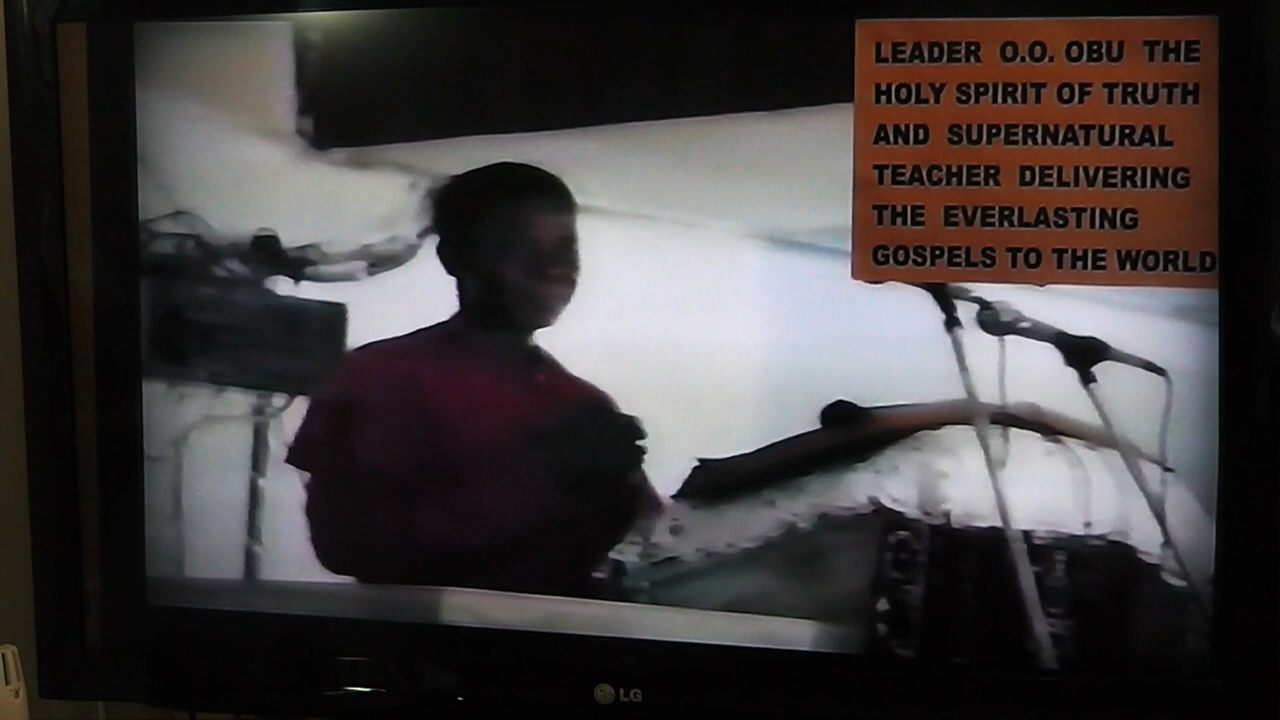 LEADER O.O. OBU THE
HOLY SPIRIT OF TRUTH
AND SUPERNATURAL
TEACHER DELIVERING
THE EVERLASTING
GOSPELS TO THE WORLD
LG